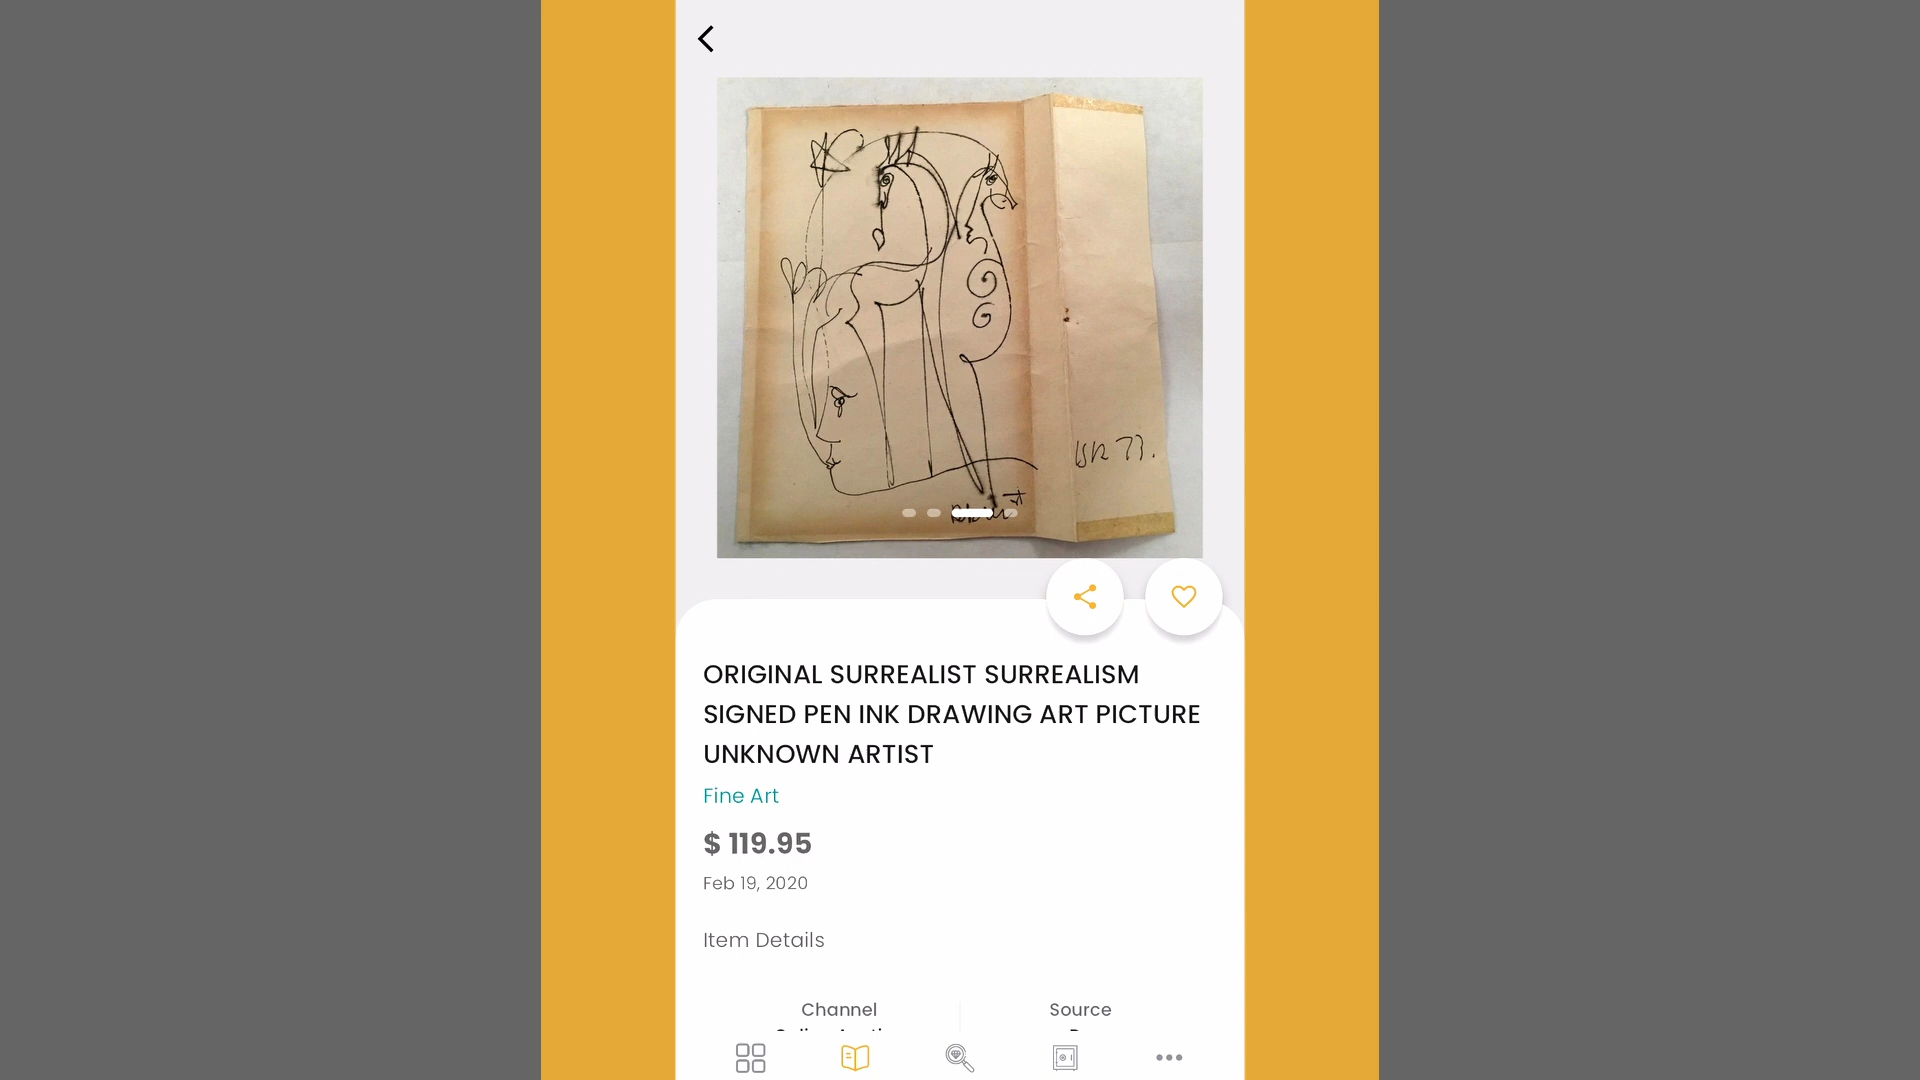 ORIGINAL SURREALIST SURREALISM
SIGNED PEN INK DRAWING ART PICTURE
UNKNOWN ARTIST
Fine Art
$ 119.95
Feb 19, 2020
Item Details
Channel
Source